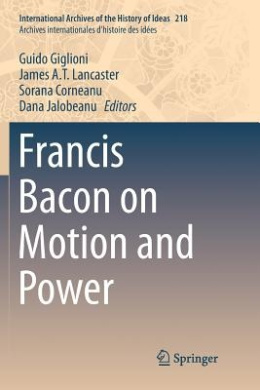 International Archives of the History of Ideas 218
Archives internationales d'histoire des idées
Guido Giglioni
James A.T. Lancaster
Sorana Corneanu
Dana Jalobeanu Editors
Francis
Bacon on
Motion and
Power
Springer